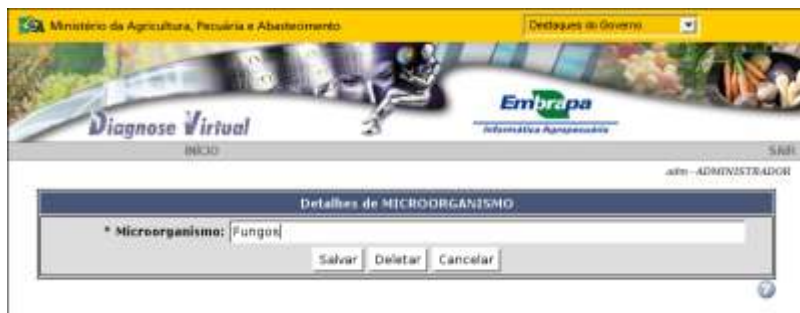 Ministério da Agricultura, Pecuária e Abastecimento
Destaques do Governo
Diagnose Virtual
Embrapa
Informática Agropecuária
INÍCIO
SAIR
adm - ADMINISTRADOR
Detalhes de MICROORGANISMO
* Microorganismo: Fungos
Salvar Deletar Cancelar